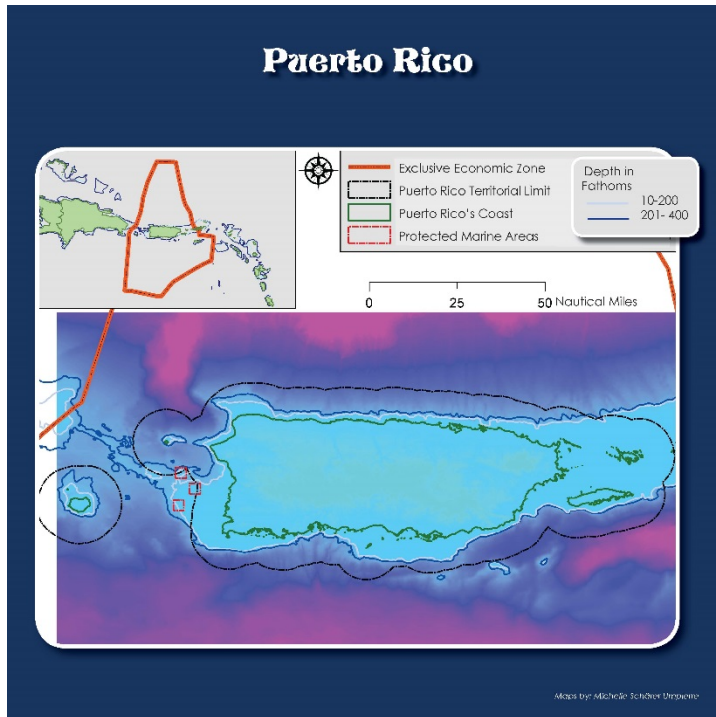 Puerto Rico
Exclusive Economic Zone
Puerto Rico Territorial Limit
Puerto Rico's Coast
Protected Marine Areas
Depth in
Fathoms
10-200
201- 400
0 25 50 Nautical Miles
Maps by: Michelle Schärer Umpierre